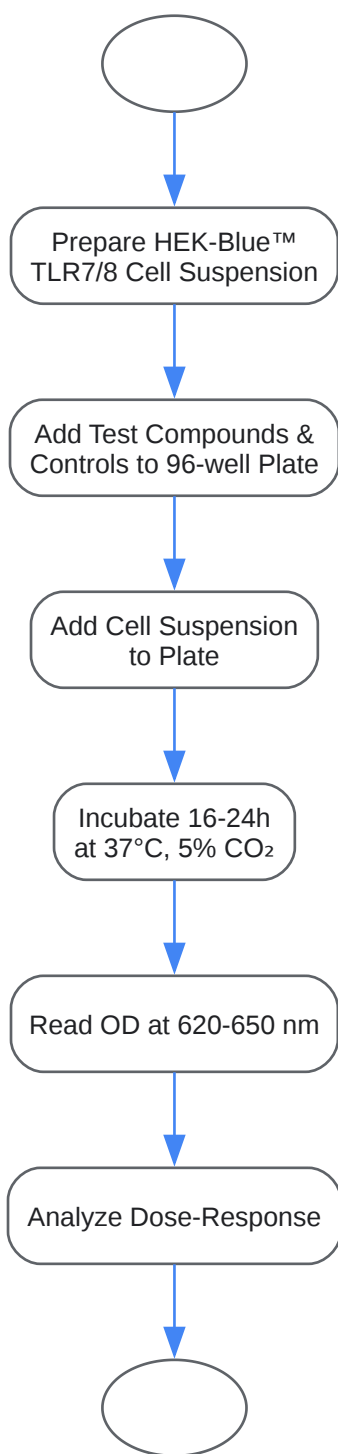 Prepare HEK-Blue™
TLR7/8 Cell Suspension
Add Test Compounds &
Controls to 96-well Plate
Add Cell Suspension
to Plate
Incubate 16-24h
at 37°C, 5% CO₂
Read OD at 620-650 nm
Analyze Dose-Response